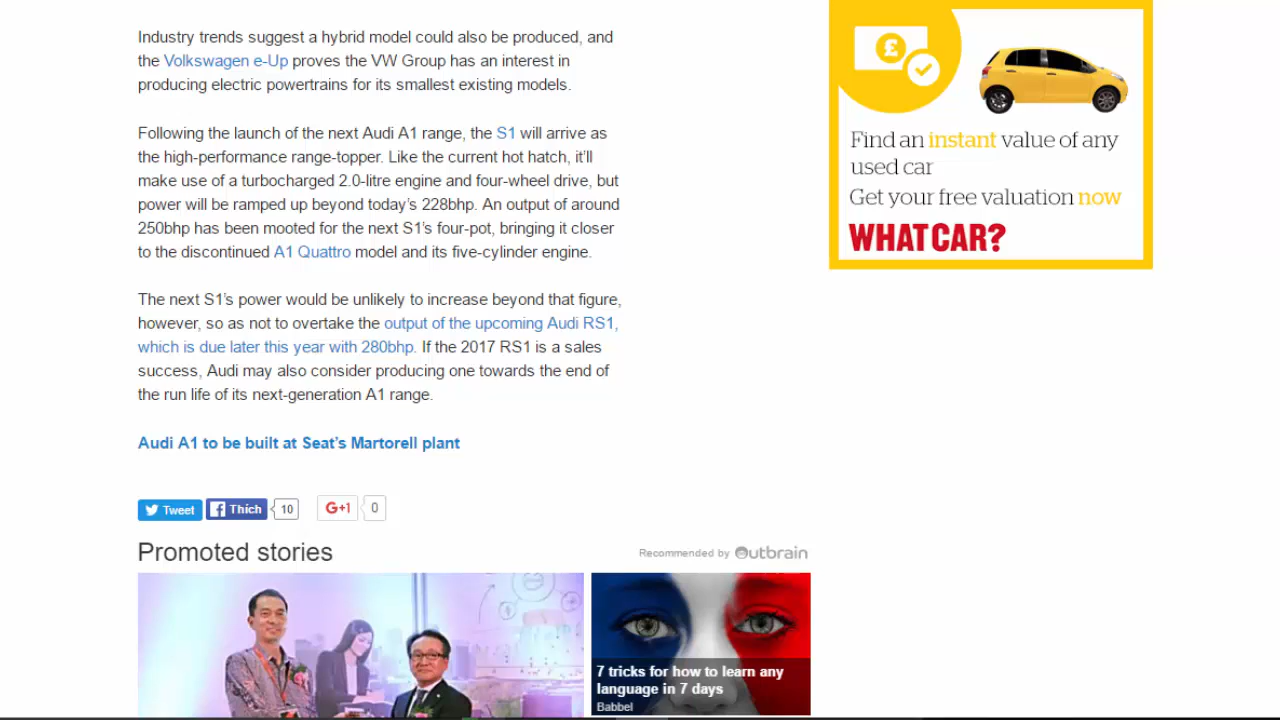 Industry trends suggest a hybrid model could also be produced, and
the Volkswagen e-Up proves the VW Group has an interest in
producing electric powertrains for its smallest existing models.
Following the launch of the next Audi A1 range, the S1 will arrive as
the high-performance range-topper. Like the current hot hatch, it’ll
make use of a turbocharged 2.0-litre engine and four-wheel drive, but
power will be ramped up beyond today’s 228bhp. An output of around
250bhp has been mooted for the next S1’s four-pot, bringing it closer
to the discontinued A1 Quattro model and its five-cylinder engine.
The next S1’s power would be unlikely to increase beyond that figure,
however, so as not to overtake the output of the upcoming Audi RS1,
which is due later this year with 280bhp. If the 2017 RS1 is a sales
success, Audi may also consider producing one towards the end of
the run life of its next-generation A1 range.
Audi A1 to be built at Seat’s Martorell plant
Tweet Thich 10 G+1 0
Promoted stories
Recommended by Outbrain
7 tricks for how to learn any
language in 7 days
Babbel
£
Find an instant value of any
used car
Get your free valuation now
WHATCAR?